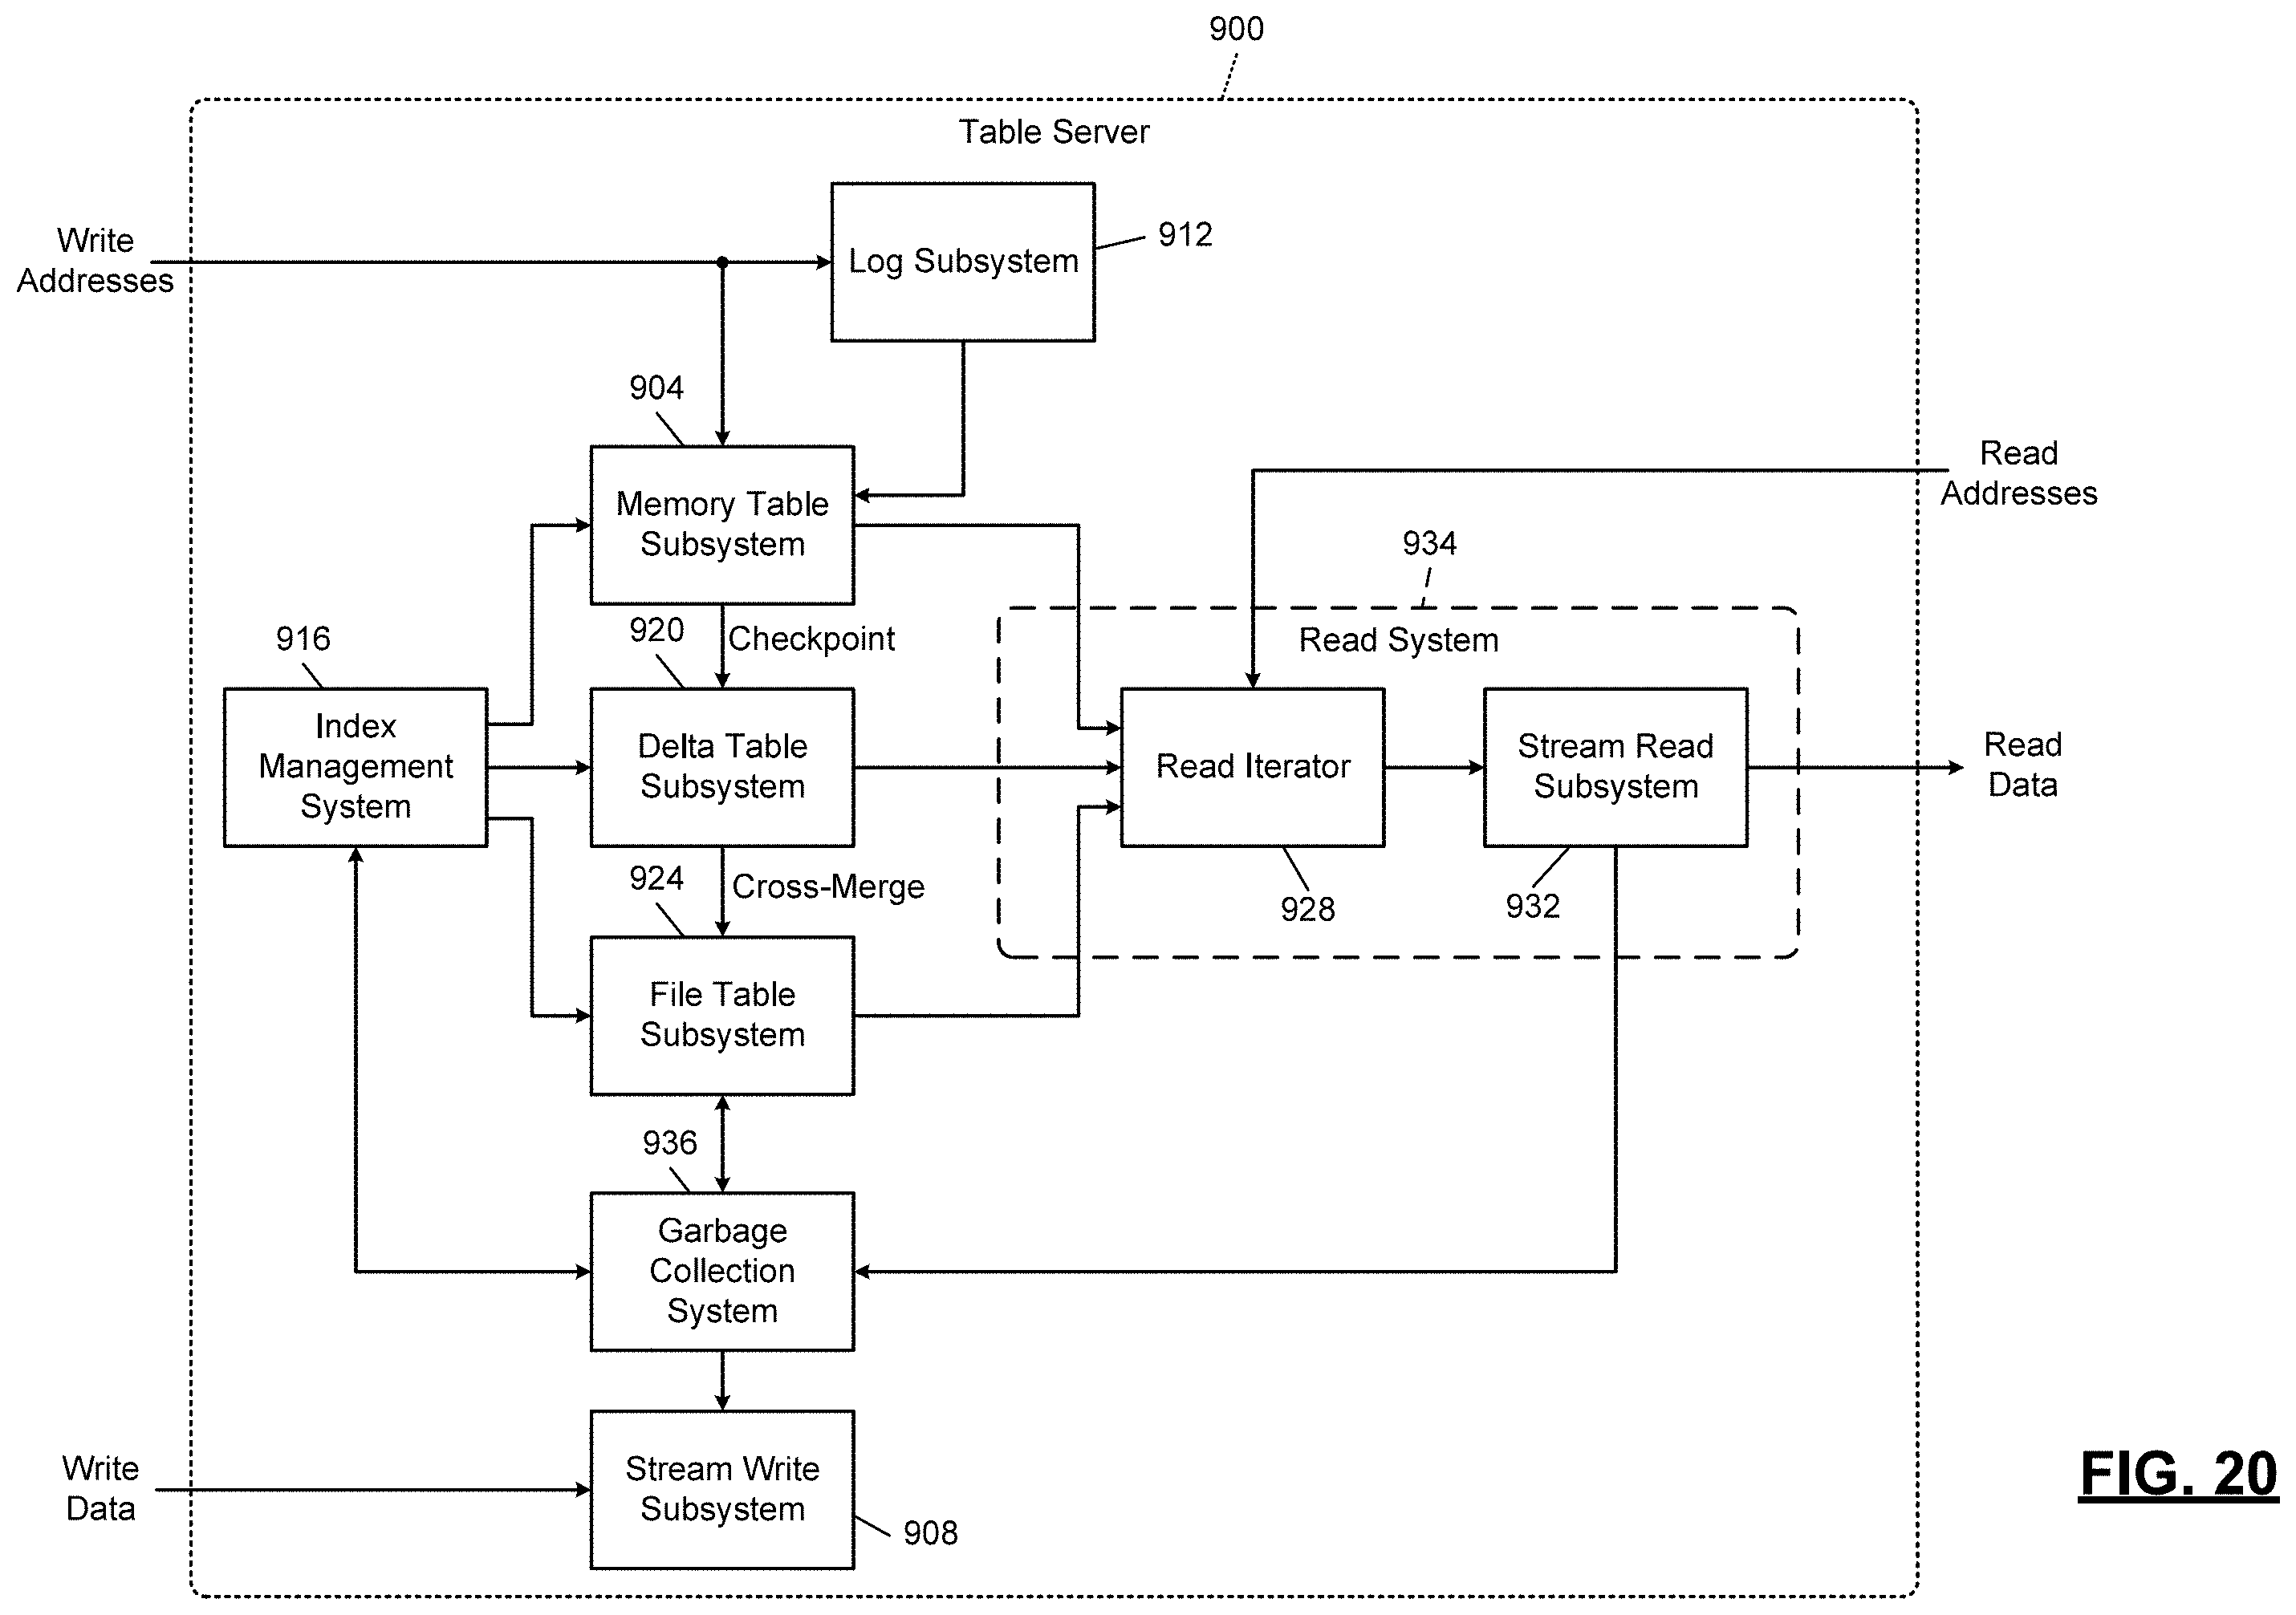 900
Table Server
Write
Addresses
Log Subsystem
912
904
Memory Table
Subsystem
Read
Addresses
934
Read System
920
Checkpoint
916
Index
Management
System
Delta Table
Subsystem
Read Iterator
Stream Read
Subsystem
Read
Data
924
Cross-Merge
928
932
File Table
Subsystem
936
Garbage
Collection
System
Write
Data
Stream Write
Subsystem
908
FIG. 20